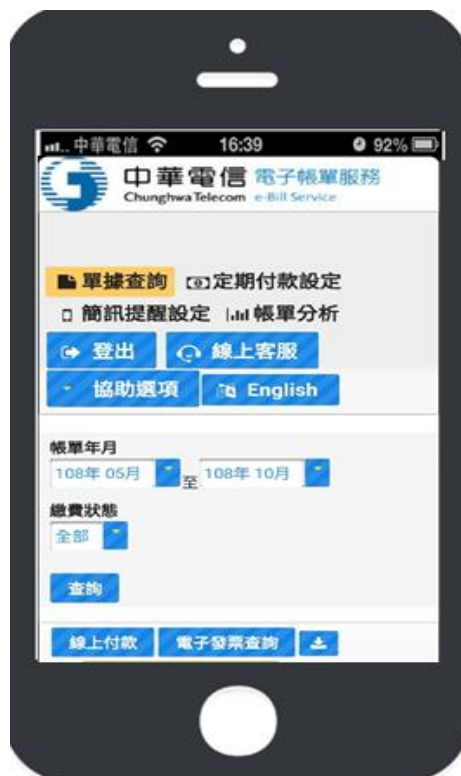 中華電信 16:39 92%
中華電信 電子帳單服務
Chunghwa Telecom e-Bill Service
單據查詢 定期付款設定
簡訊提醒設定 帳單分析
登出 線上客服
協助選項 English
帳單年月
108年 05月 至 108年 10月
繳費狀態
全部
查詢
線上付款 電子發票查詢